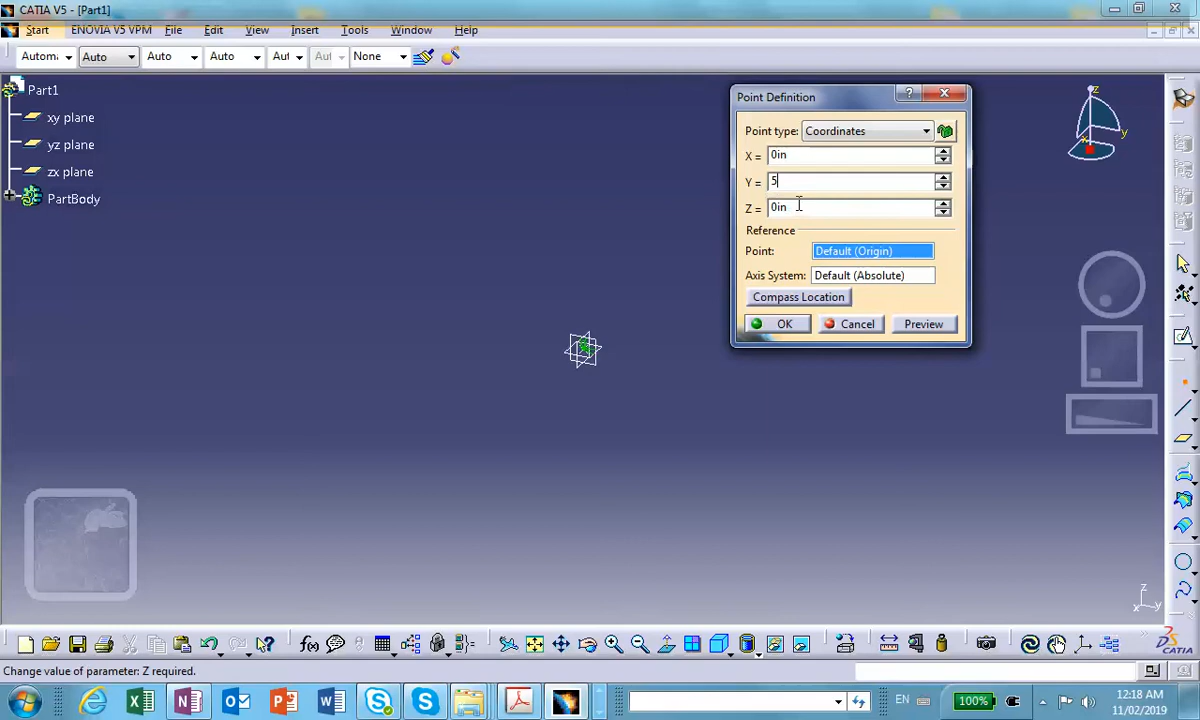 CATIA V5 - [Part1]
Start ENOVIA V5 VPM File Edit View Insert Tools Window Help
Autom Auto Auto Auto Aut Aut None
Part1
xy plane
yz plane
zx plane
PartBody
Point Definition
?
Point type: Coordinates
X = 0in
Y = 5
Z = 0in
Reference
Point: Default (Origin)
Axis System: Default (Absolute)
Compass Location
OK Cancel Preview
z
y
x
z
x y
f(x)
CATIA
Change value of parameter: Z required.
EN 100% 12:18 AM
11/02/2019